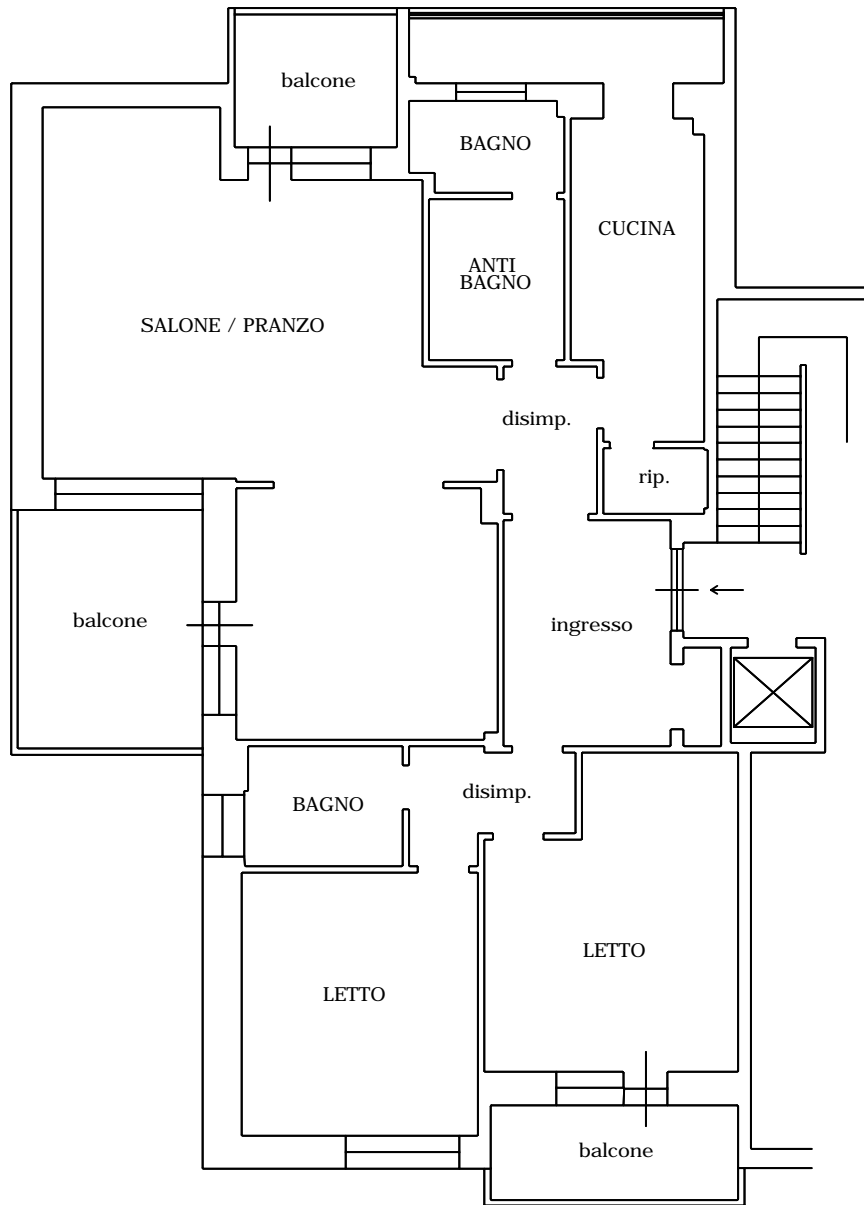 balcone
BAGNO
CUCINA
ANTI
BAGNO
SALONE / PRANZO
disimp.
rip.
balcone
ingresso
BAGNO
disimp.
LETTO
LETTO
balcone